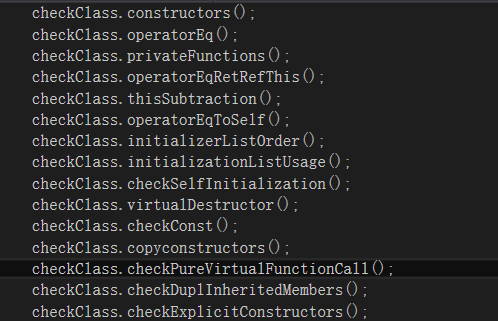 checkClass.constructors();
checkClass.operatorEq();
checkClass.privateFunctions();
checkClass.operatorEqRetRefThis();
checkClass.thisSubtraction();
checkClass.operatorEqToSelf();
checkClass.initializerListOrder();
checkClass.initializationListUsage();
checkClass.checkSelfInitialization();
checkClass.virtualDestructor();
checkClass.checkConst();
checkClass.copyconstructors();
checkClass.checkPureVirtualFunctionCall();
checkClass.checkDuplInheritedMembers();
checkClass.checkExplicitConstructors();